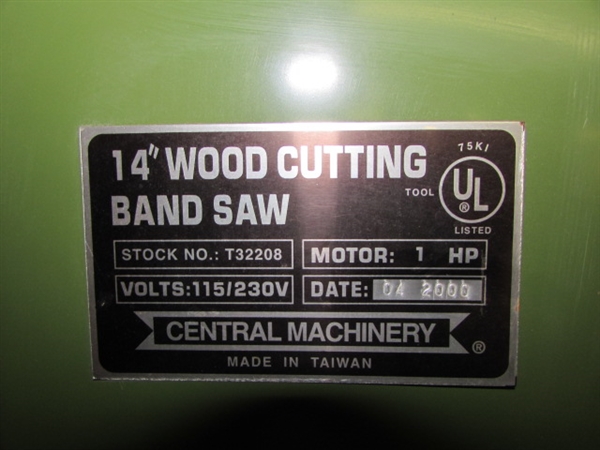 14" WOOD CUTTING
BAND SAW
75K/
TOOL
UL
®
LISTED
STOCK NO.: T32208
MOTOR: 1 HP
VOLTS:115/230V
DATE: 04 2000
CENTRAL MACHINERY
®
MADE IN TAIWAN